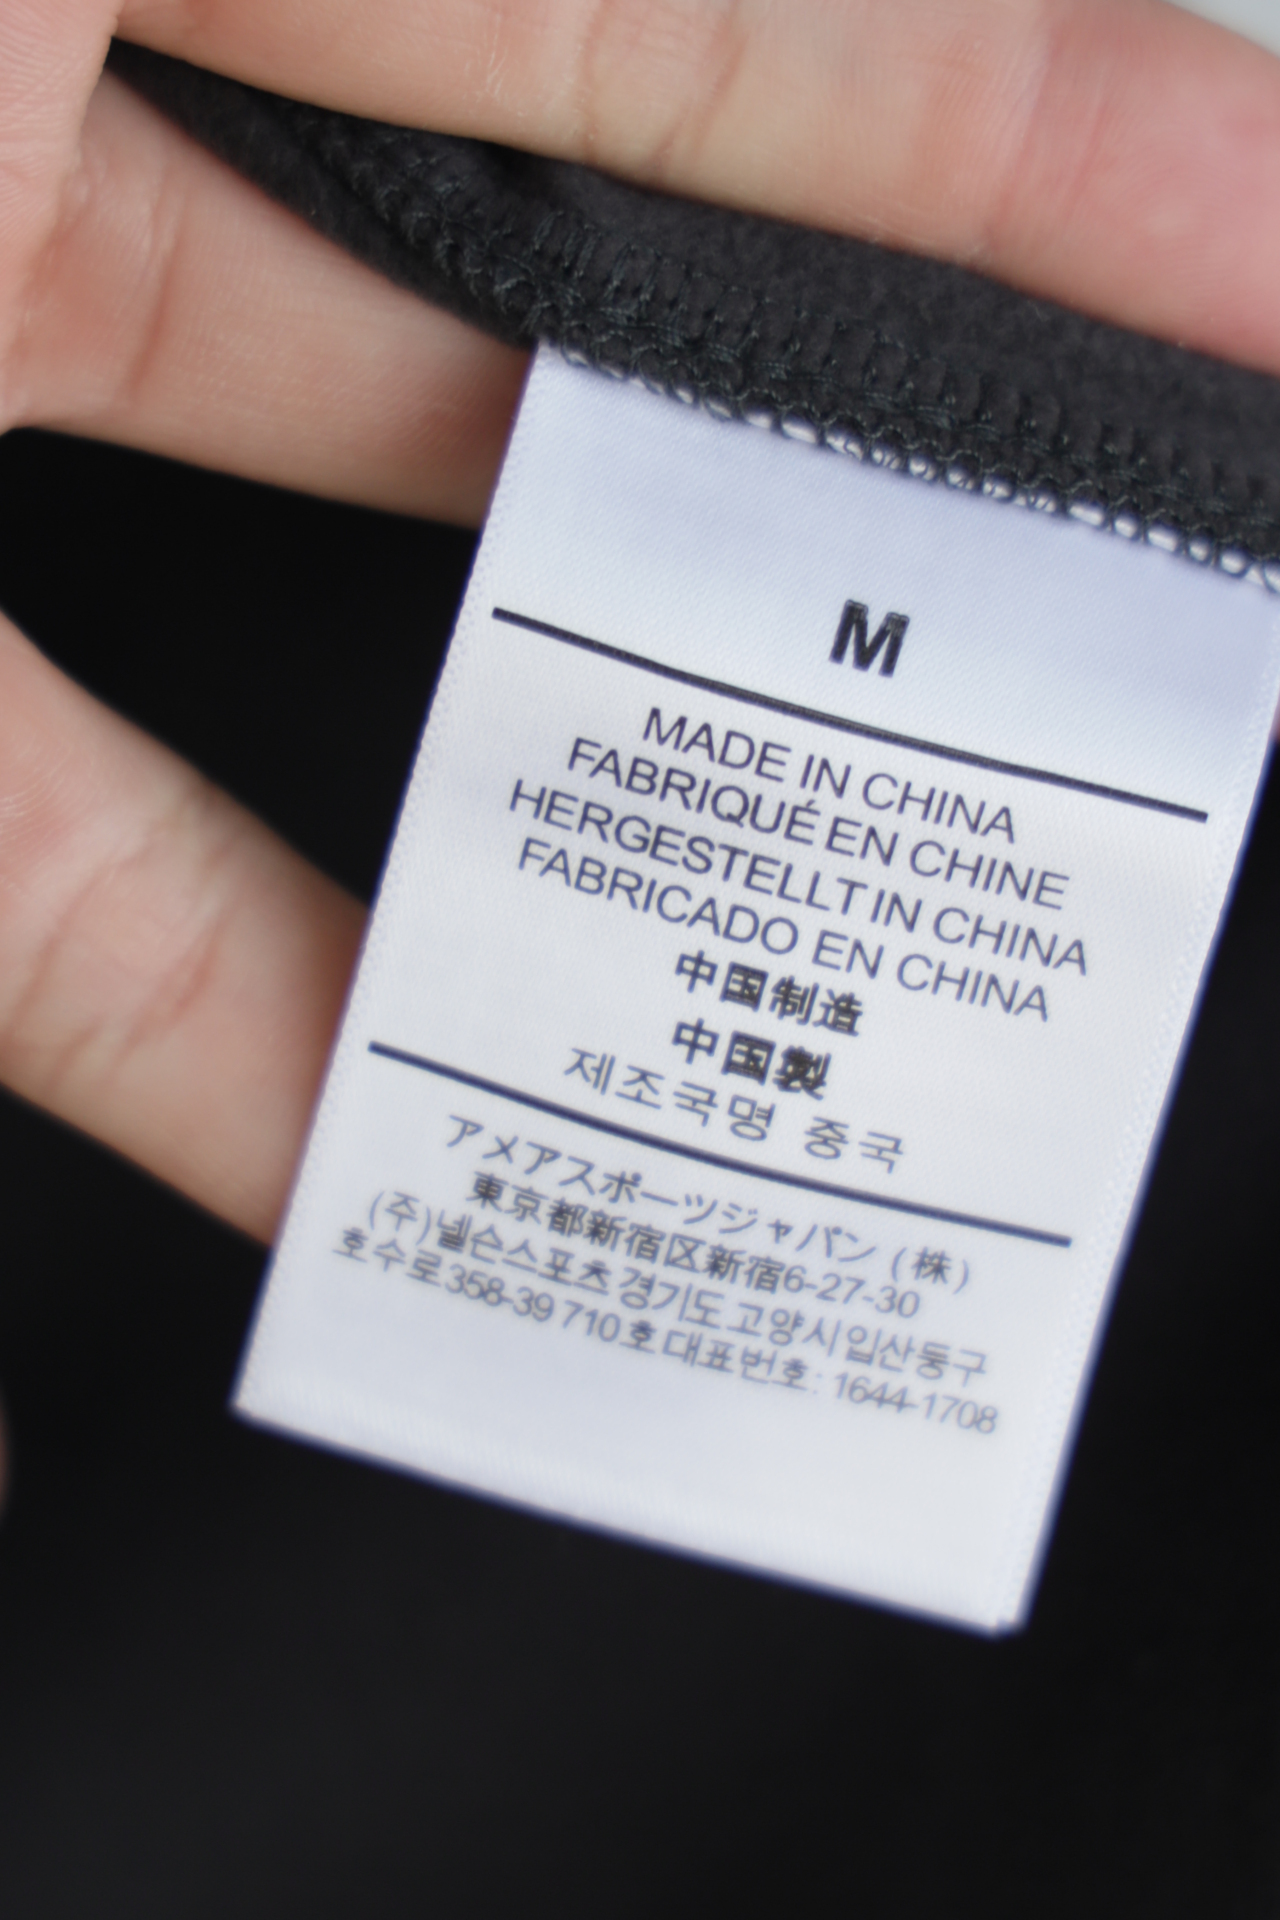 M
MADE IN CHINA
FABRIQUÉ EN CHINE
HERGESTELLT IN CHINA
FABRICADO EN CHINA
中国制造
中国製
제조국명 중국
アメアスポーツジャパン (株)
東京都新宿区新宿6-27-30
(주)넬슨스포츠 경기도 고양시 입산동구
호수로 358-39 710호 대표번호: 1644-1708